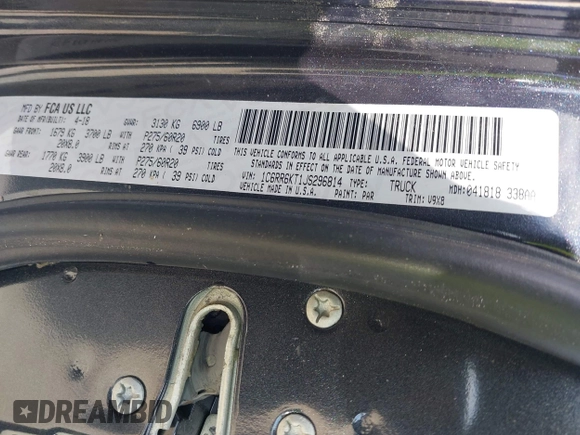 MFD BY FCA US LLC
DATE OF MFR/BUILT: 4-18 GVWR: 3130 KG 6900 LB
GAWR FRONT: 1679 KG 3700 LB WITH P275/60R20 TIRES
20X8.0 RIMS AT 270 KPA ( 39 PSI) COLD
GAWR REAR: 1770 KG 3900 LB WITH P275/60R20 TIRES
20X8.0 RIMS AT 270 KPA ( 39 PSI) COLD
THIS VEHICLE CONFORMS TO ALL APPLICABLE U.S.A. FEDERAL MOTOR VEHICLE SAFETY
STANDARDS IN EFFECT ON THE DATE OF MANUFACTURE SHOWN ABOVE.
VIN: 1C6RR6KT1JS296814 TYPE: TRUCK MDH:041818
VEHICLE MADE IN U.S.A. PAINT: PAR TRIM: V9X8
DREAMBID